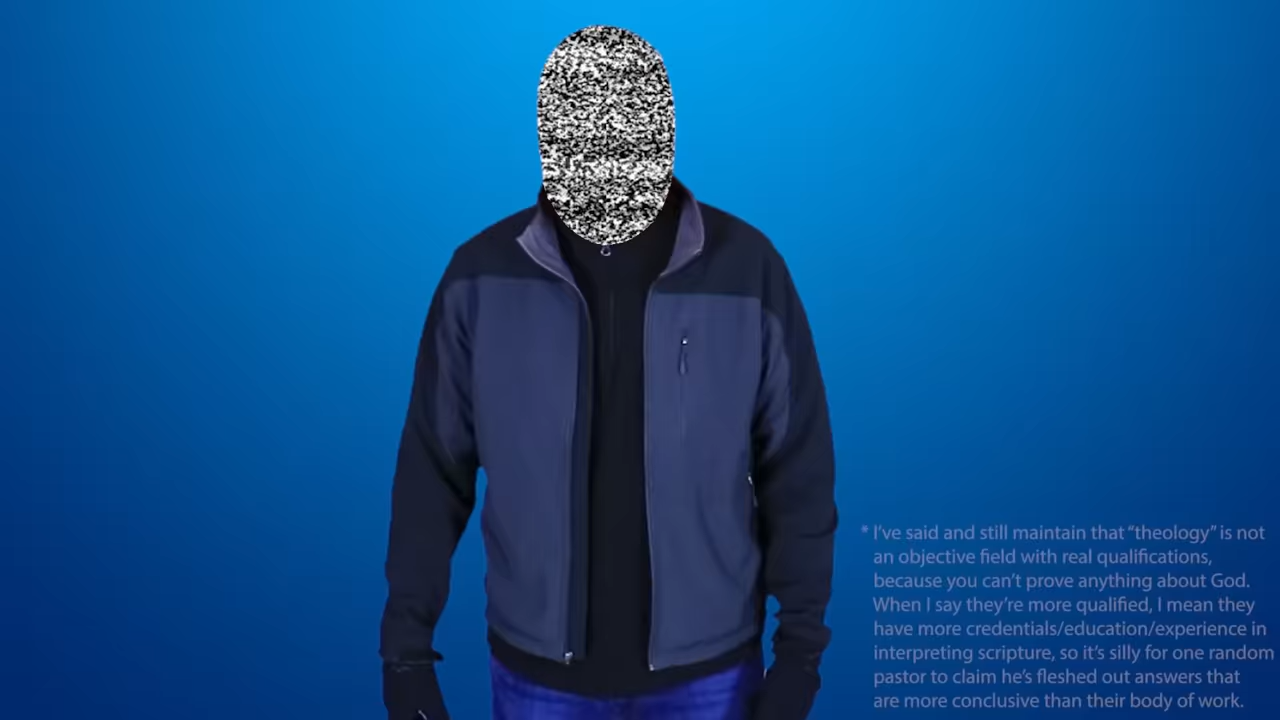 * I’ve said and still maintain that “theology” is not
an objective field with real qualifications,
because you can’t prove anything about God.
When I say they’re more qualified, I mean they
have more credentials/education/experience in
interpreting scripture, so it’s silly for one random
pastor to claim he’s fleshed out answers that
are more conclusive than their body of work.